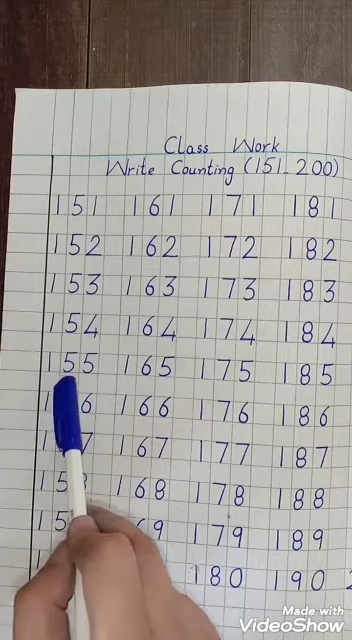 Class Work
Write Counting (151-200)
151 161 171 181
152 162 172 182
153 163 173 183
154 164 174 184
155 165 175 185
166 176 186
167 177 187
168 178 188
179 189
180 190
Made with
VideoShow